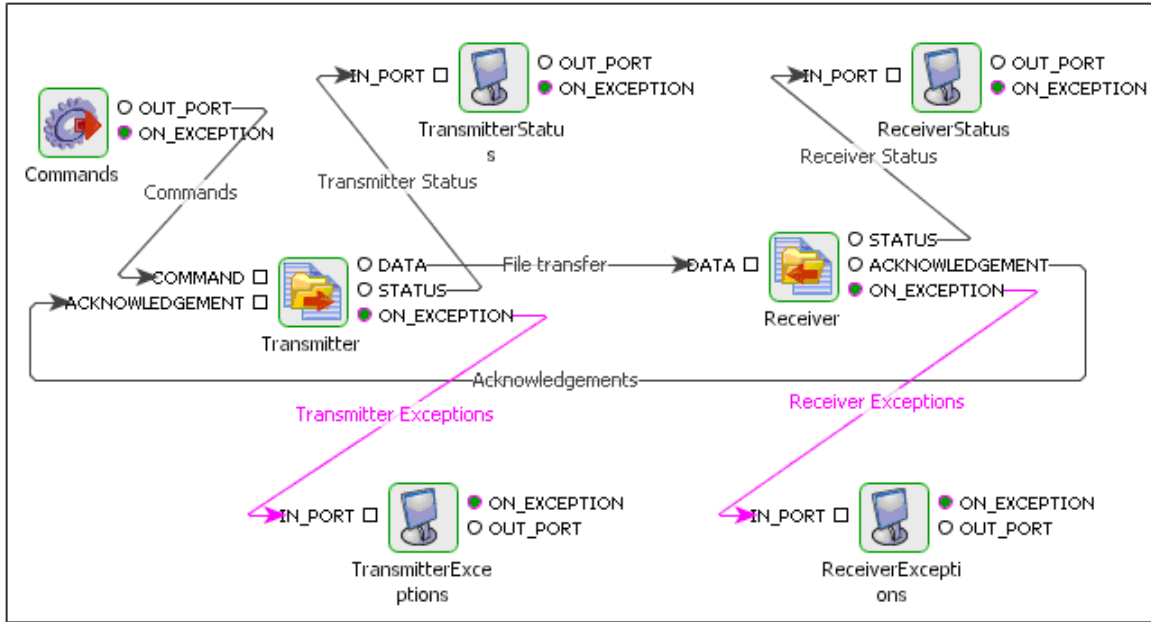 IN_PORT
OUT_PORT
ON_EXCEPTION
TransmitterStatu
s
IN_PORT
OUT_PORT
ON_EXCEPTION
ReceiverStatus
OUT_PORT
ON_EXCEPTION
Commands
Commands
Transmitter Status
Receiver Status
COMMAND
ACKNOWLEDGEMENT
DATA
STATUS
ON_EXCEPTION
Transmitter
File transfer
DATA
STATUS
ACKNOWLEDGEMENT
ON_EXCEPTION
Receiver
Acknowledgements
Transmitter Exceptions
Receiver Exceptions
IN_PORT
ON_EXCEPTION
OUT_PORT
TransmitterExce
ptions
IN_PORT
ON_EXCEPTION
OUT_PORT
ReceiverExcepti
ons